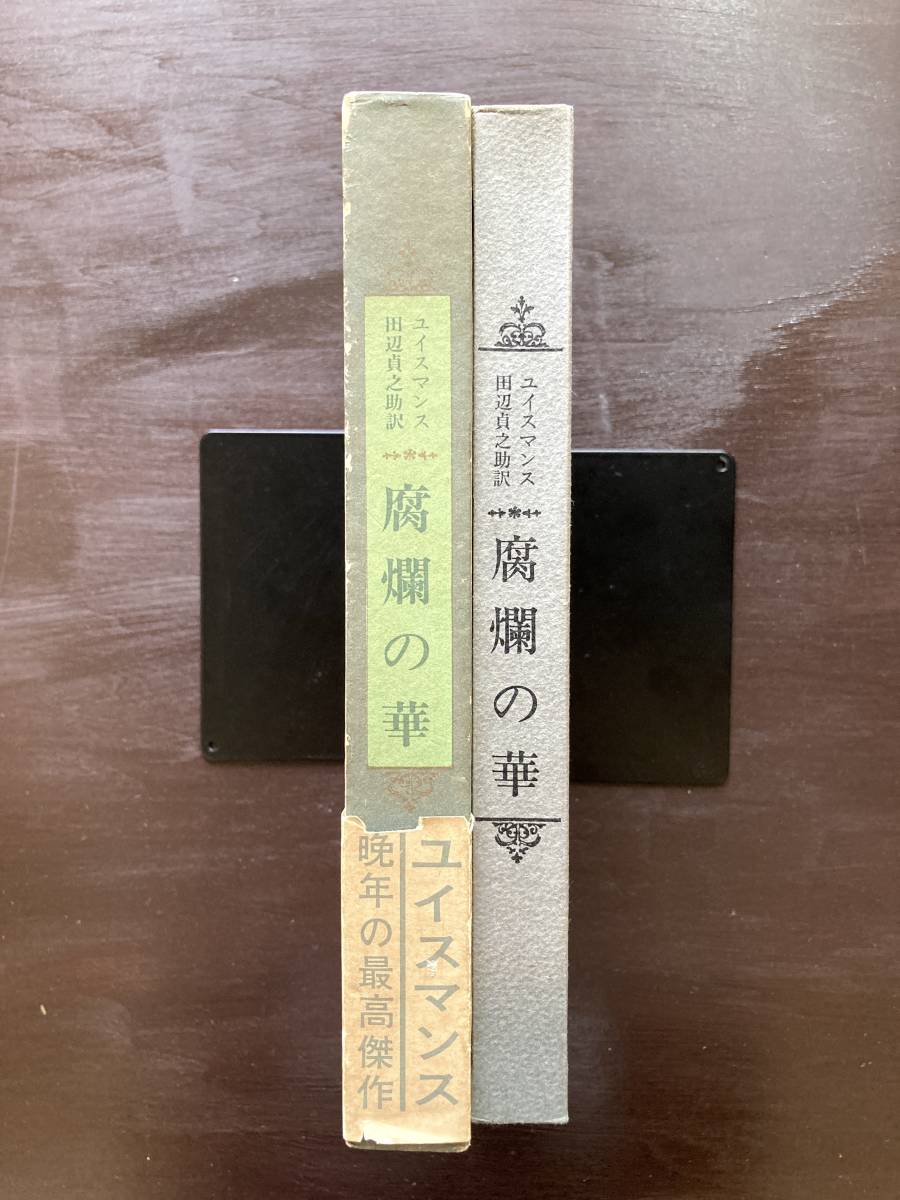 ユイスマンス
田辺貞之助訳
腐爛の華
ユイスマンス
晩年の最高傑作
ユイスマンス
田辺貞之助訳
腐爛の華